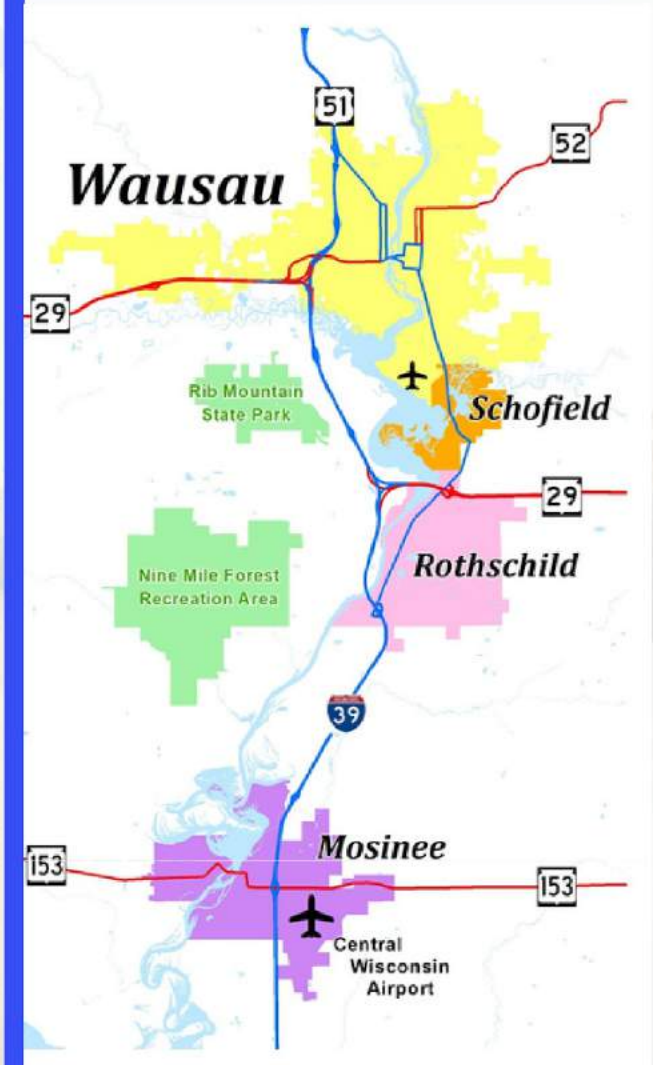 51
52
Wausau
29
Rib Mountain
State Park
Schofield
29
Nine Mile Forest
Recreation Area
Rothschild
39
Mosinee
153
153
Central
Wisconsin
Airport